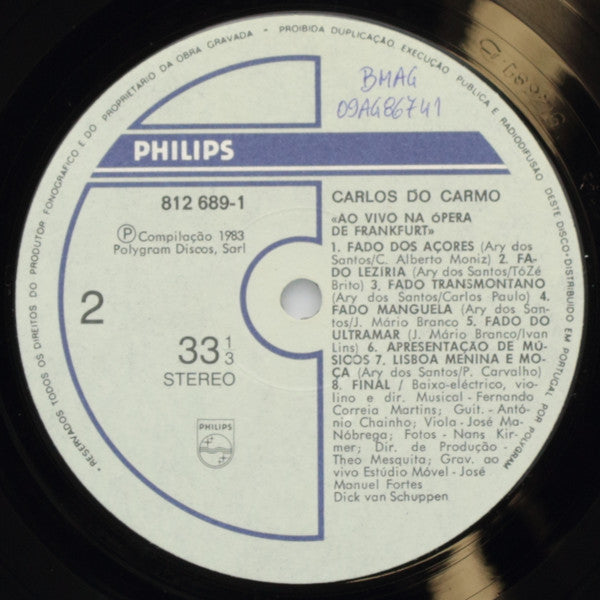 • RESERVADOS TODOS OS DIREITOS DO PRODUTOR FONOGRÁFICO E DO PROPRIETÁRIO DA OBRA GRAVADA - PROIBIDA DUPLICAÇÃO, EXECUÇÃO PÚBLICA E RADIODIFUSÃO DESTE DISCO • DISTRIBUIDO EM PORTUGAL POR POLYGRAM
BMAG
09AG86741
PHILIPS
812 689-1
Ⓟ Compilação 1983
Polygram Discos, Sarl
2
33 1/3
STEREO
PHILIPS
CARLOS DO CARMO
«AO VIVO NA ÓPERA
DE FRANKFURT»
1. FADO DOS AÇORES (Ary dos
Santos/C. Alberto Moniz) 2. FA-
DO LEZÍRIA (Ary dos Santos/TóZé
Brito) 3. FADO TRANSMONTANO
(Ary dos Santos/Carlos Paulo) 4.
FADO MANGUELA (Ary dos San-
tos/J. Mário Branco 5. FADO DO
ULTRAMAR (J. Mário Branco/Ivan
Lins) 6. APRESENTAÇÃO DE MÚ-
SICOS 7. LISBOA MENINA E MO-
ÇA (Ary dos Santos/P. Carvalho)
8. FINAL / Baixo-eléctrico, vio-
lino e dir. Musical - Fernando
Correia Martins; Guit. - Antó-
nio Chainho; Viola - José Ma-
Nóbrega; Fotos - Nans Kir-
mer; Dir. de Produção -
Theo Mesquita; Grav. ao
vivo Estúdio Móvel - José
Manuel Fortes
Dick van Schuppen